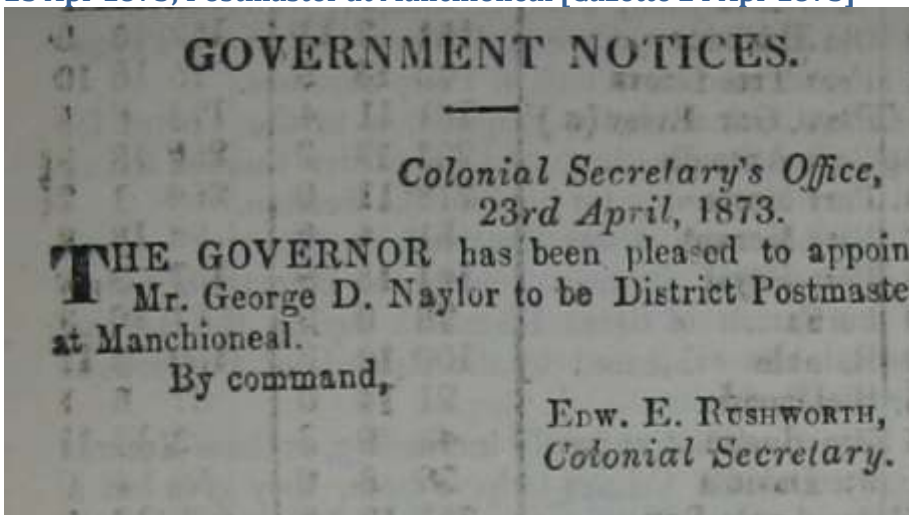 GOVERNMENT NOTICES.
Colonial Secretary's Office,
23rd April, 1873.
THE GOVERNOR has been pleased to appoin
Mr. George D. Naylor to be District Postmaste
at Manchioneal.
By command,
EDW. E. RUSHWORTH,
Colonial Secretary.